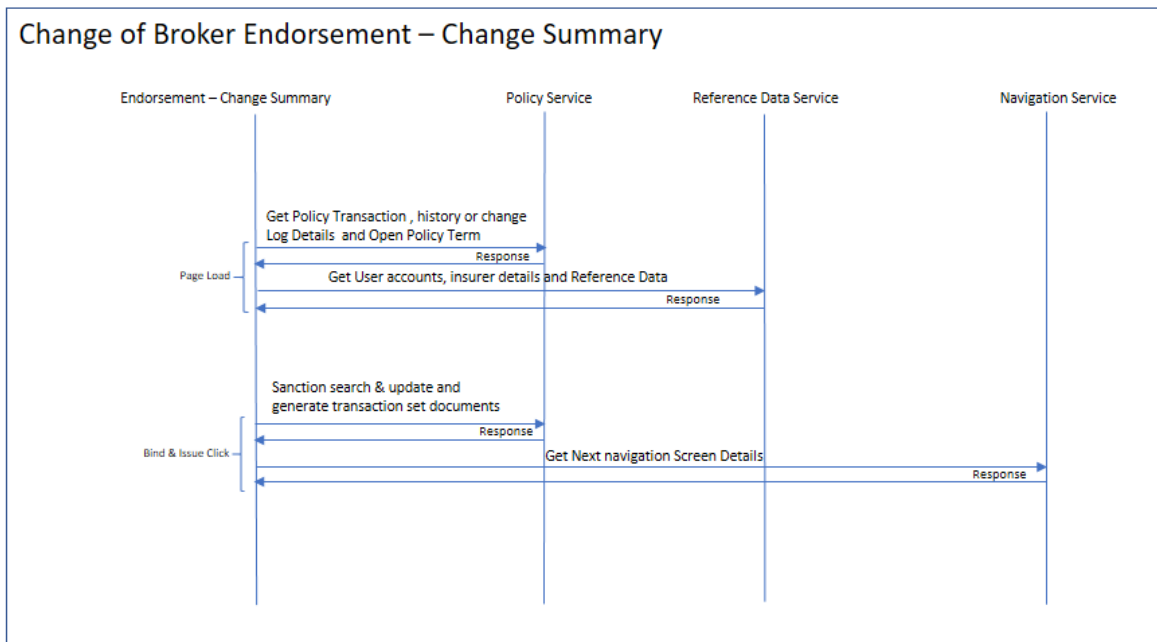 Change of Broker Endorsement – Change Summary
Endorsement – Change Summary
Policy Service
Reference Data Service
Navigation Service
Get Policy Transaction , history or change
Log Details and Open Policy Term
Response
Page Load
Get User accounts, insurer details and Reference Data
Response
Sanction search & update and
generate transaction set documents
Response
Bind & Issue Click
Get Next navigation Screen Details
Response